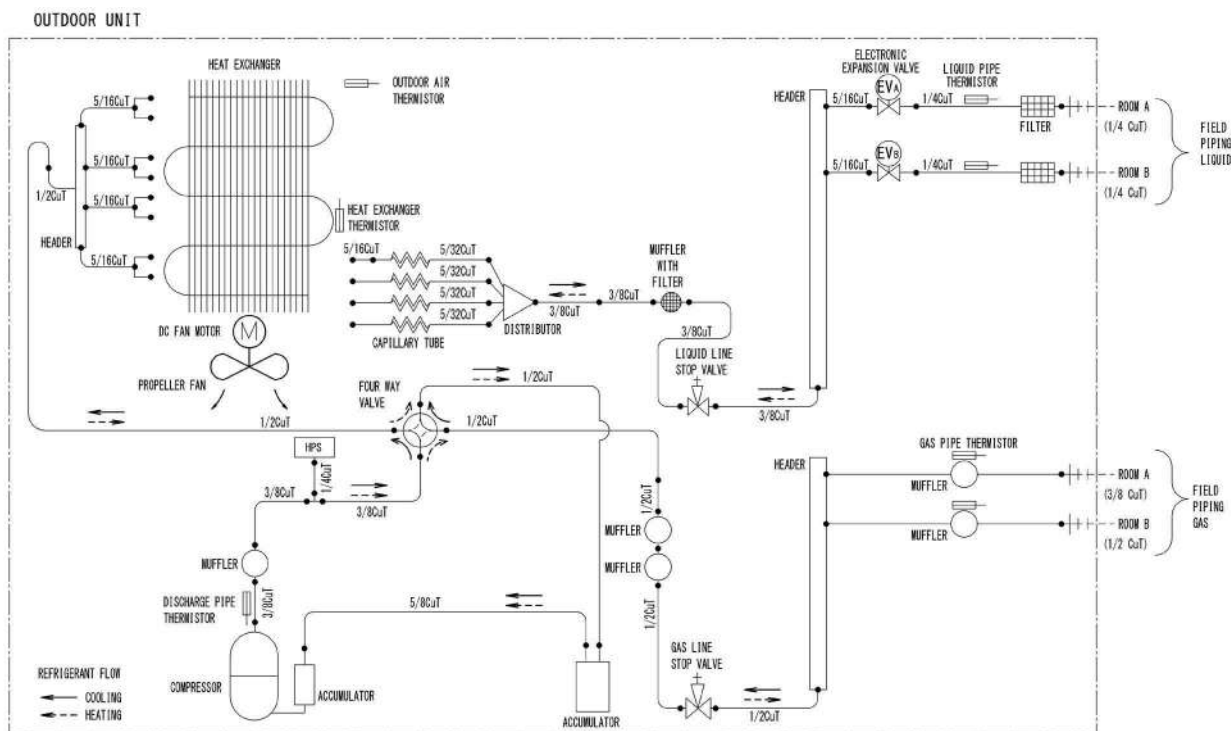 OUTDOOR UNIT
HEAT EXCHANGER
OUTDOOR AIR
THERMISTOR
5/16CuT
5/16CuT
5/16CuT
5/16CuT
1/2CuT
HEADER
HEAT EXCHANGER
THERMISTOR
DC FAN MOTOR
M
PROPELLER FAN
5/16CuT
5/32CuT
5/32CuT
5/32CuT
5/32CuT
CAPILLARY TUBE
DISTRIBUTOR
3/8CuT
3/8CuT
MUFFLER
WITH
FILTER
3/8CuT
LIQUID LINE
STOP VALVE
3/8CuT
HEADER
ELECTRONIC
EXPANSION VALVE
EVA
5/16CuT
1/4CuT
LIQUID PIPE
THERMISTOR
FILTER
EVB
5/16CuT
1/4CuT
ROOM A
(1/4 CuT)
ROOM B
(1/4 CuT)
FIELD
PIPING
LIQUID
FOUR WAY
VALVE
1/2CuT
1/2CuT
1/2CuT
HPS
1/4CuT
3/8CuT
3/8CuT
MUFFLER
DISCHARGE PIPE
THERMISTOR
3/8CuT
COMPRESSOR
ACCUMULATOR
5/8CuT
ACCUMULATOR
1/2CuT
MUFFLER
MUFFLER
1/2CuT
GAS LINE
STOP VALVE
1/2CuT
HEADER
GAS PIPE THERMISTOR
MUFFLER
MUFFLER
ROOM A
(3/8 CuT)
ROOM B
(1/2 CuT)
FIELD
PIPING
GAS
REFRIGERANT FLOW
COOLING
HEATING